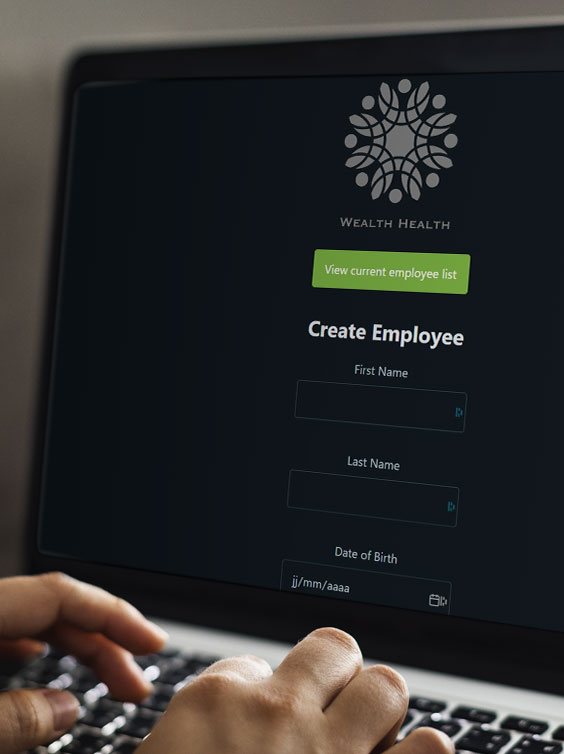 WEALTH HEALTH
View current employee list
Create Employee
First Name
Last Name
Date of Birth
jj/mm/aaaa